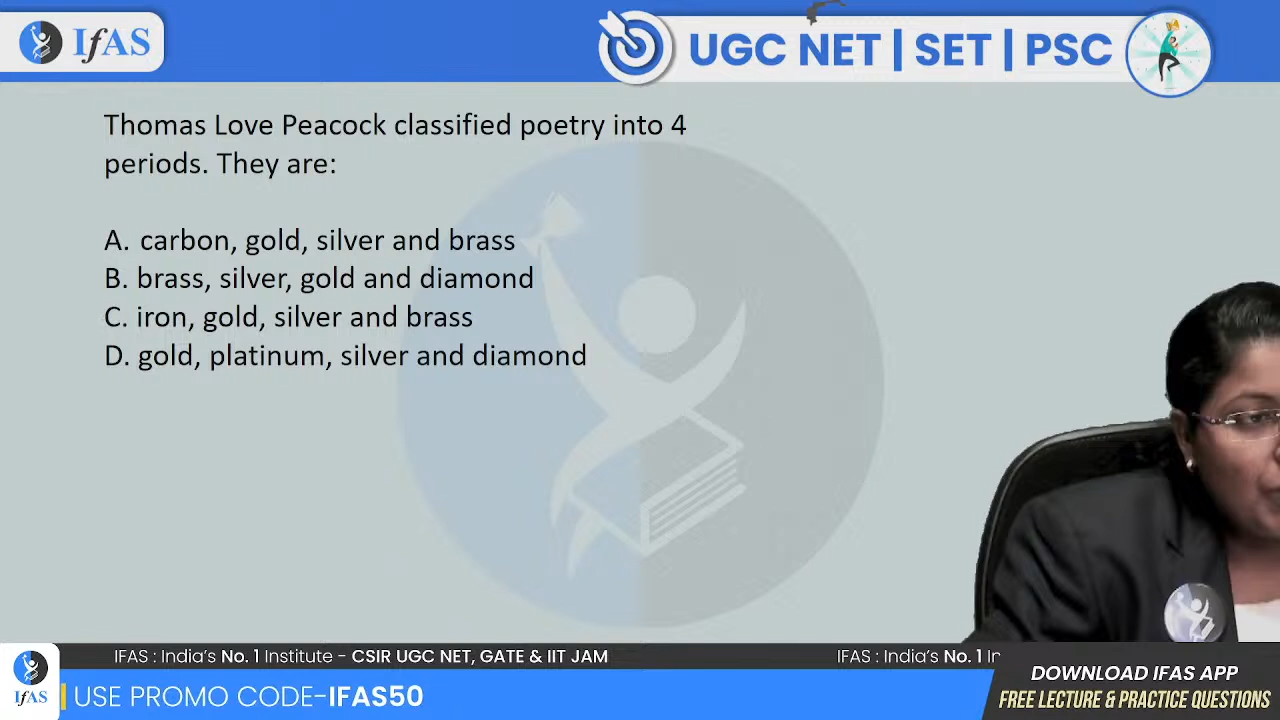 IfAS
UGC NET | SET | PSC
Thomas Love Peacock classified poetry into 4
periods. They are:
A. carbon, gold, silver and brass
B. brass, silver, gold and diamond
C. iron, gold, silver and brass
D. gold, platinum, silver and diamond
IFAS : India's No. 1 Institute - CSIR UGC NET, GATE & IIT JAM
IFAS : India's No. 1 In
IfAS
USE PROMO CODE-IFAS50
DOWNLOAD IFAS APP
FREE LECTURE & PRACTICE QUESTIONS